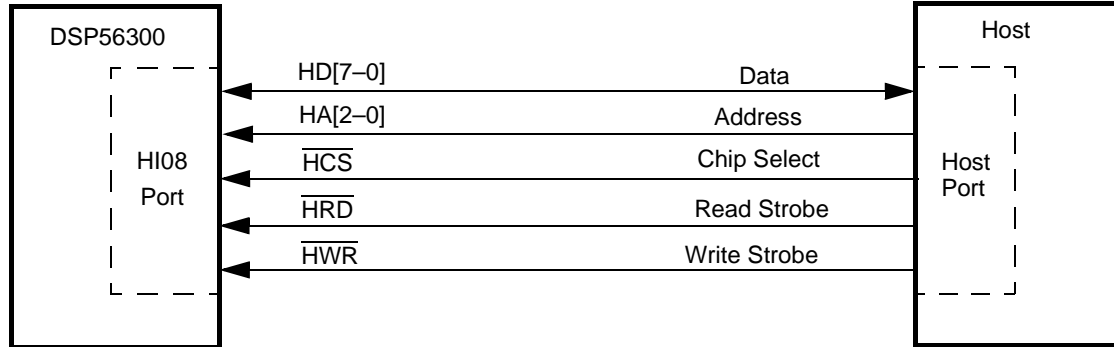 DSP56300
Host
HD[7–0]
Data
HA[2–0]
Address
HI08
Port
HCS
Chip Select
Host
Port
HRD
Read Strobe
HWR
Write Strobe